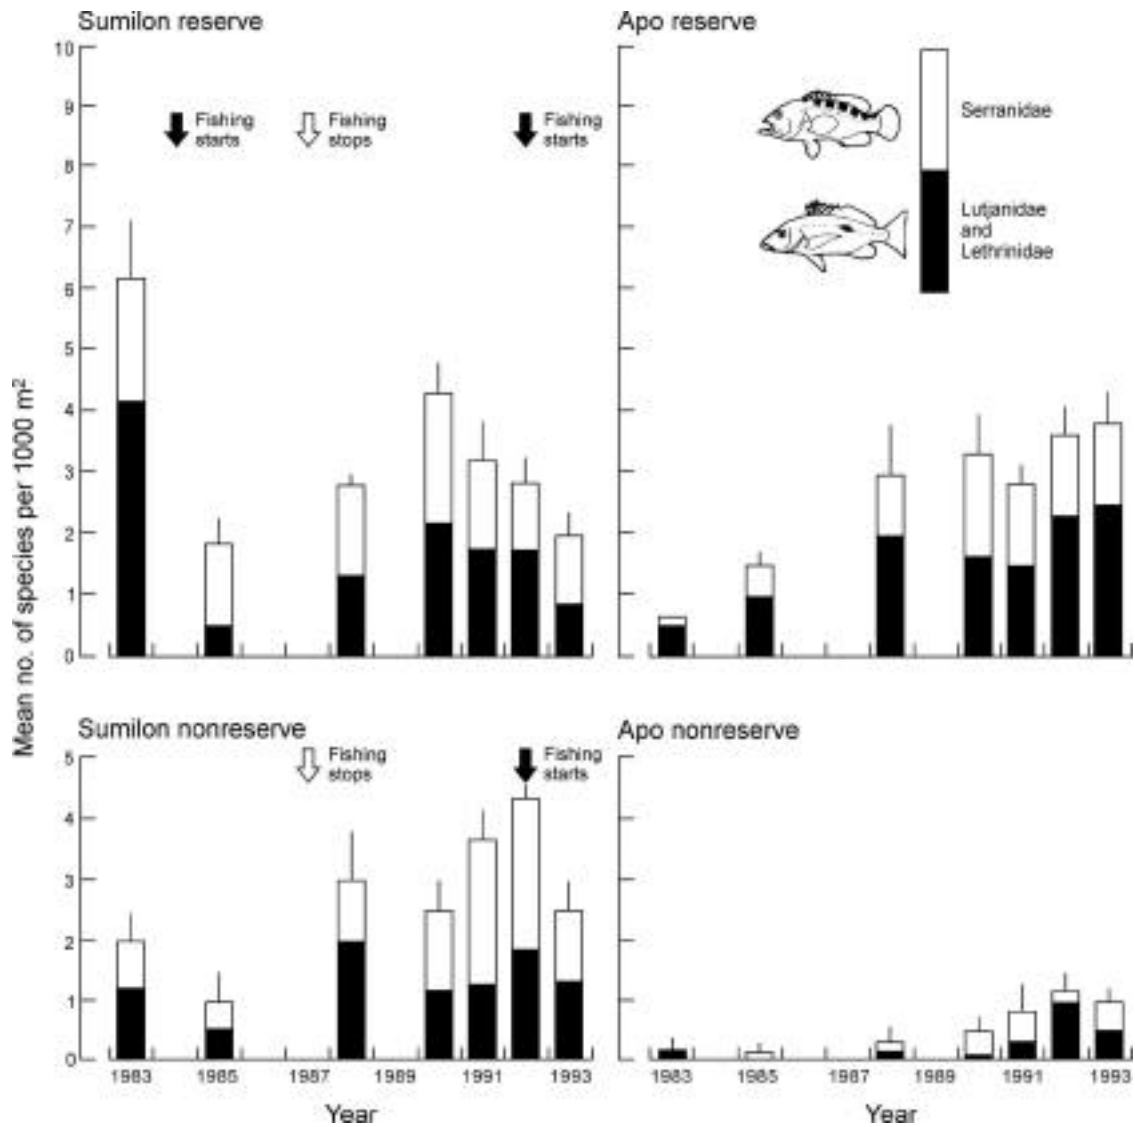 Sumilon reserve
Apo reserve
10
9
8
7
6
5
4
3
2
1
0
Fishing
starts
Fishing
stops
Fishing
starts
Serranidae
Lutjanidae
and
Lethrinidae
Mean no. of species per 1000 m²
Sumilon nonreserve
Apo nonreserve
5
4
3
2
1
0
Fishing
stops
Fishing
starts
1983 1985 1987 1989 1991 1993
1983 1985 1987 1989 1991 1993
Year
Year